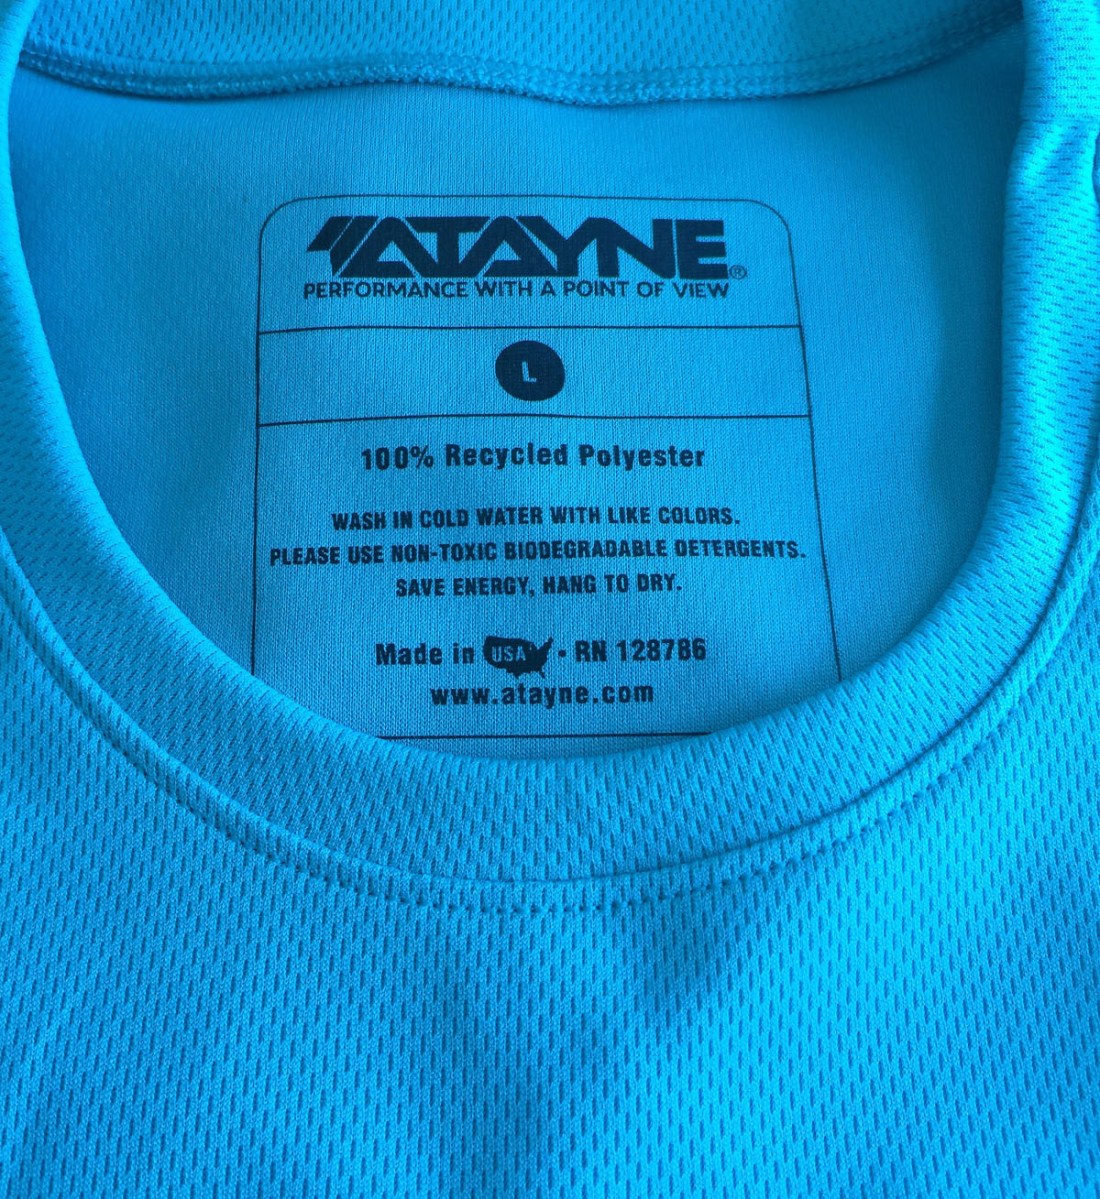 ATAYNE®
PERFORMANCE WITH A POINT OF VIEW
L
100% Recycled Polyester
WASH IN COLD WATER WITH LIKE COLORS.
PLEASE USE NON-TOXIC BIODEGRADABLE DETERGENTS.
SAVE ENERGY, HANG TO DRY.
Made in USA · RN 128786
www.atayne.com